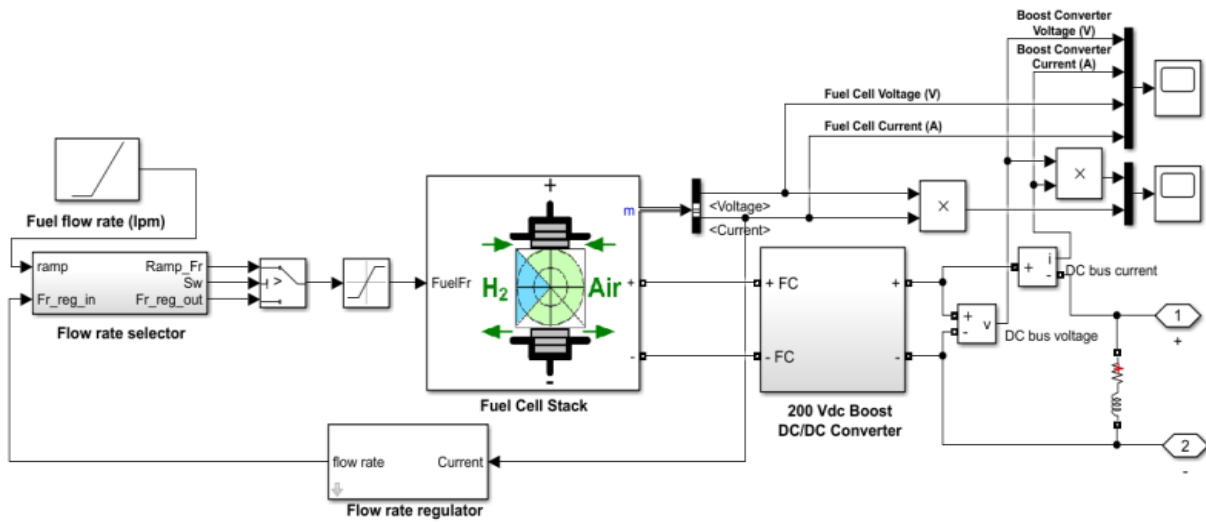 Boost Converter
Voltage (V)
Boost Converter
Current (A)
Fuel Cell Voltage (V)
Fuel Cell Current (A)
×
Fuel flow rate (lpm)
+
m
<Voltage>
<Current>
×
ramp
Ramp_Fr
Sw
>
Fr_reg_in
Fr_reg_out
Flow rate selector
FuelFr
H2
Air
+
-
-
Fuel Cell Stack
+ FC
+
- FC
-
200 Vdc Boost
DC/DC Converter
+
i
-
DC bus current
+
-
v
DC bus voltage
1
+
2
-
flow rate
Current
Flow rate regulator